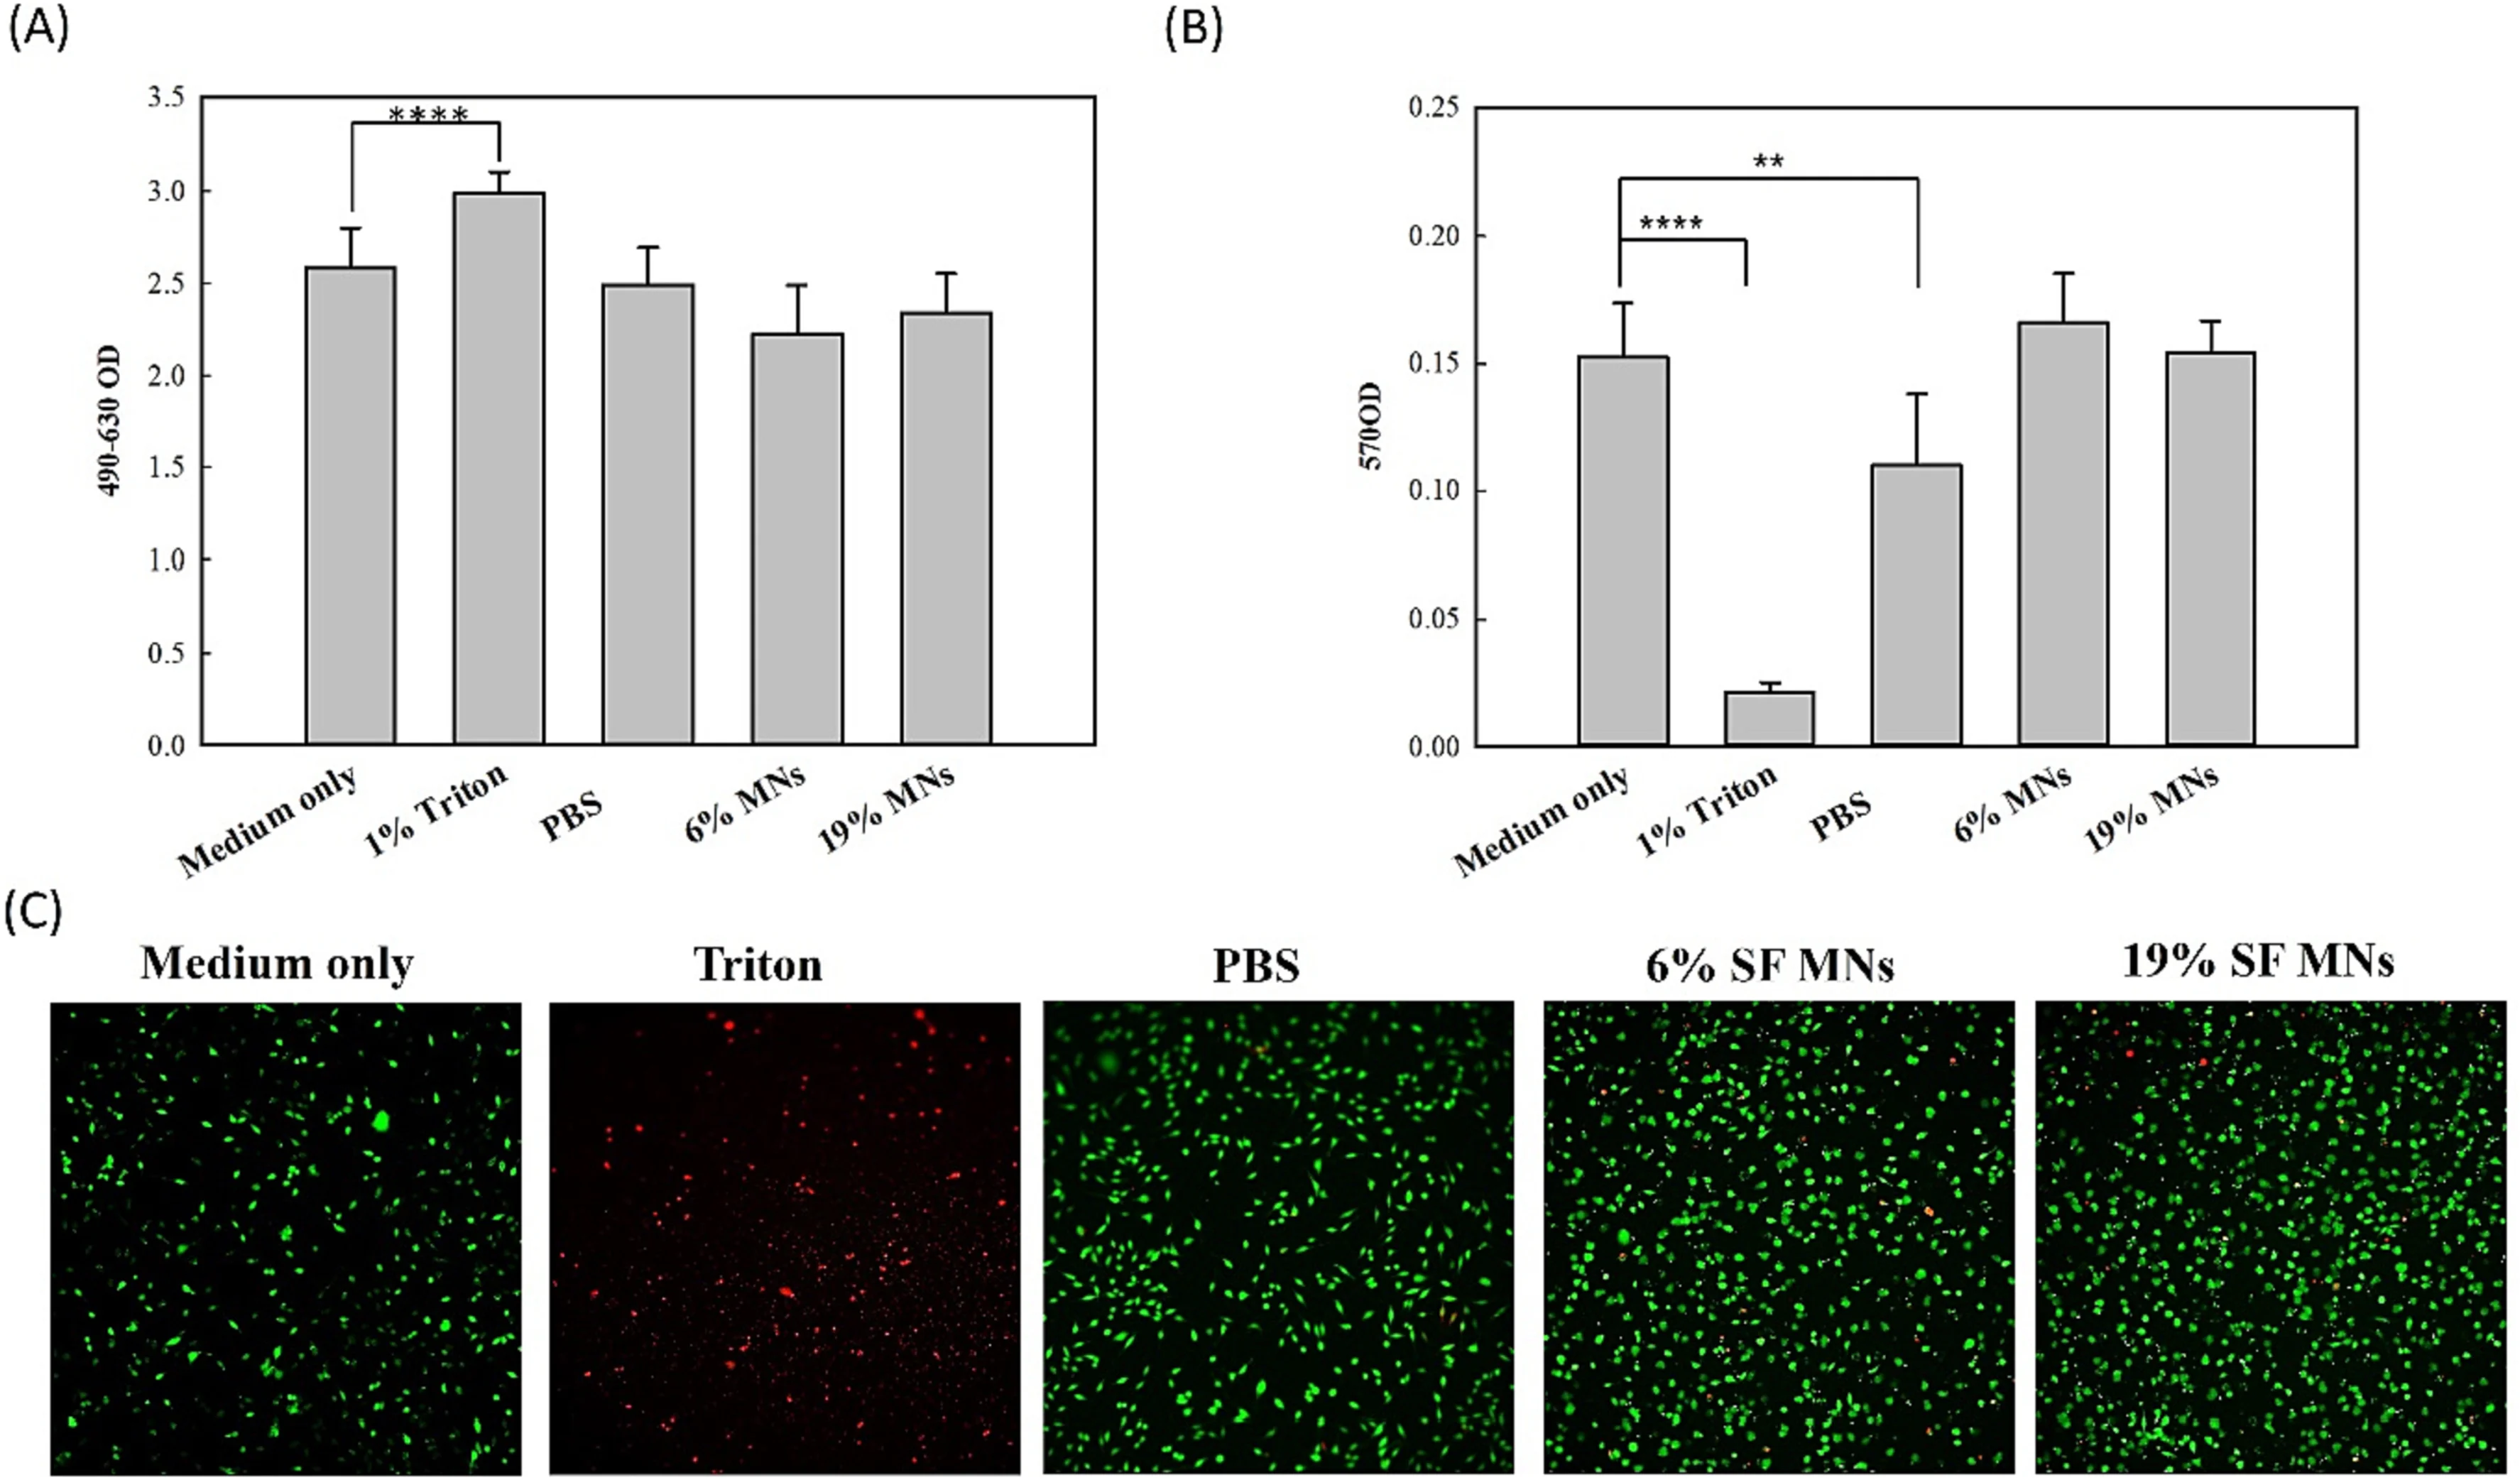 (A)
3.5
3.0
2.5
2.0
1.5
1.0
0.5
0.0
490-630 OD
****
Medium only
1% Triton
PBS
6% MNs
19% MNs
(B)
0.25
0.20
0.15
0.10
0.05
0.00
570OD
**
****
Medium only
1% Triton
PBS
6% MNs
19% MNs
(C)
Medium only
Triton
PBS
6% SF MNs
19% SF MNs